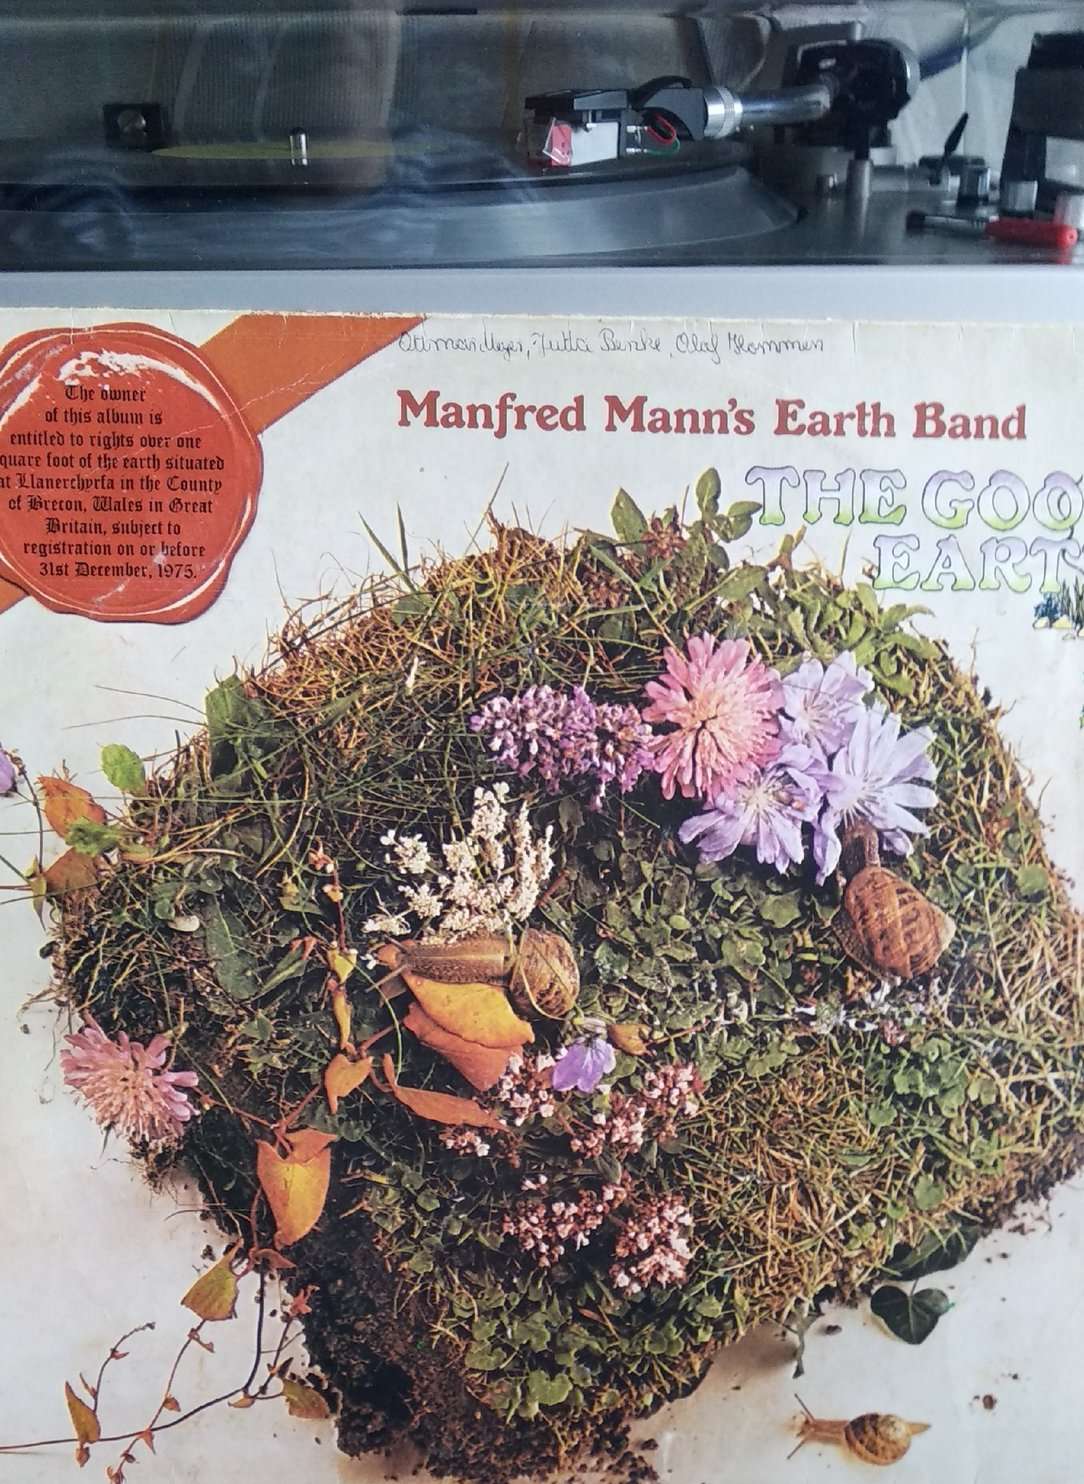 The owner
of this album is
entitled to rights over one
quare foot of the earth situated
at Llanerchyrfa in the County
of Brecon, Wales in Great
Britain, subject to
registration on or before
31st December, 1975.
Jutta Benke, Olaf
Manfred Mann's Earth Band
THE GOO
EART